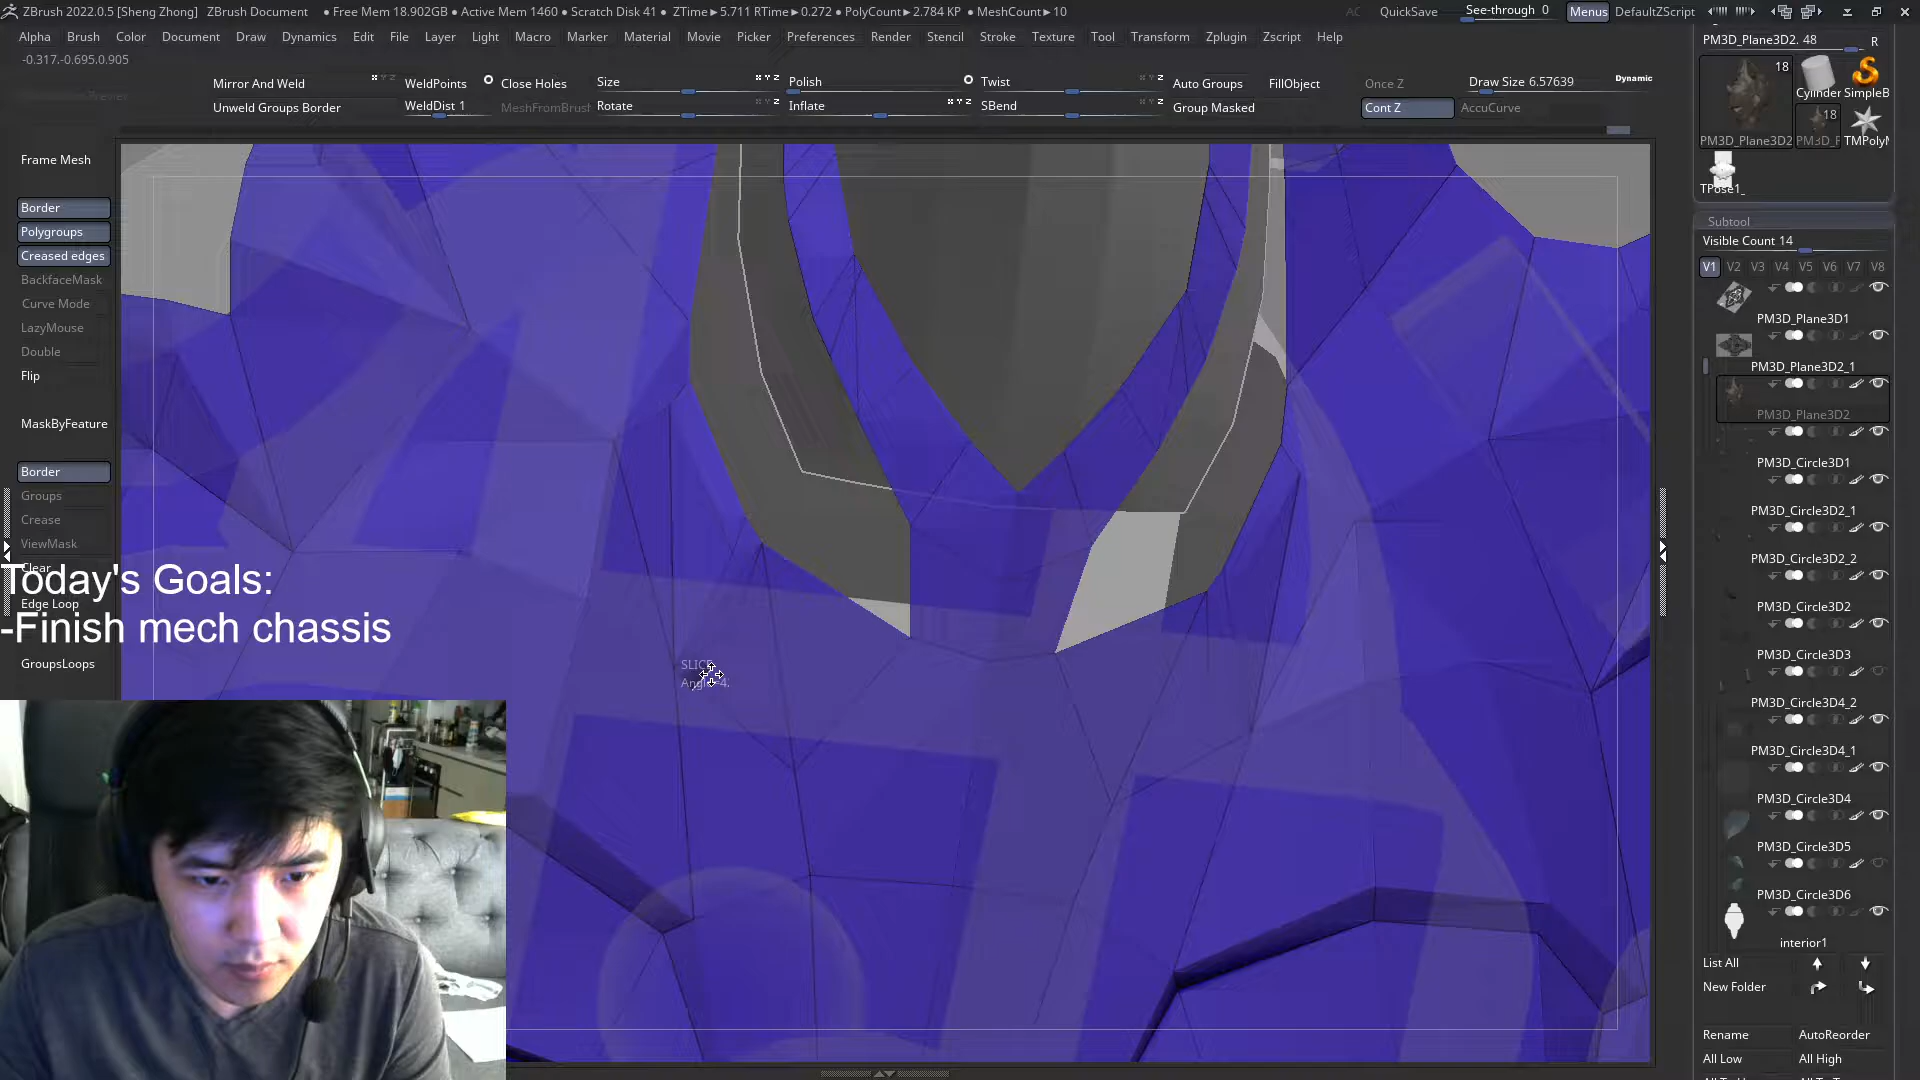 ZBrush 2022.0.5 [Sheng Zhong] ZBrush Document • Free Mem 18.902GB • Active Mem 1460 • Scratch Disk 41 • ZTime►5.711 RTime►0.272 • PolyCount►2.784 KP • MeshCount►10 AC QuickSave See-through 0 Menus DefaultZScript
Alpha Brush Color Document Draw Dynamics Edit File Layer Light Macro Marker Material Movie Picker Preferences Render Stencil Stroke Texture Tool Transform Zplugin Zscript Help
-0.317,-0.695,0.905
Mirror And Weld WeldPoints Close Holes Size Polish Twist Auto Groups FillObject Once Z Draw Size 6.57639 Dynamic
Unweld Groups Border WeldDist 1 MeshFromBrush Rotate Inflate SBend Group Masked Cont Z AccuCurve
Frame Mesh
Border
Polygroups
Creased edges
BackfaceMask
Curve Mode
LazyMouse
Double
Flip
MaskByFeature
Border
Groups
Crease
ViewMask
Clear
Today's Goals:
Edge Loop
-Finish mech chassis
GroupsLoops
SLICE
PM3D_Plane3D2. 48 R
18
Cylinder SimpleB
18
PM3D_Plane3D2 PM3D_P TMPolyM
TPose1_
Subtool
Visible Count 14
V1 V2 V3 V4 V5 V6 V7 V8
PM3D_Plane3D1
PM3D_Plane3D2_1
PM3D_Plane3D2
PM3D_Circle3D1
PM3D_Circle3D2_1
PM3D_Circle3D2_2
PM3D_Circle3D2
PM3D_Circle3D3
PM3D_Circle3D4_2
PM3D_Circle3D4_1
PM3D_Circle3D4
PM3D_Circle3D5
PM3D_Circle3D6
interior1
List All
New Folder
Rename AutoReorder
All Low All High